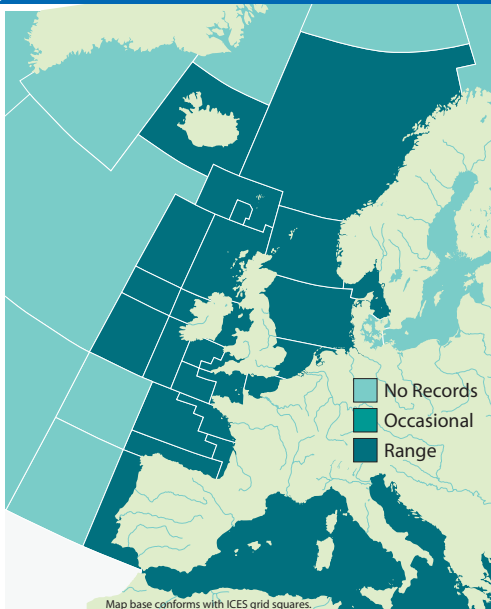 No Records
Occasional
Range
Map base conforms with ICES grid squares.